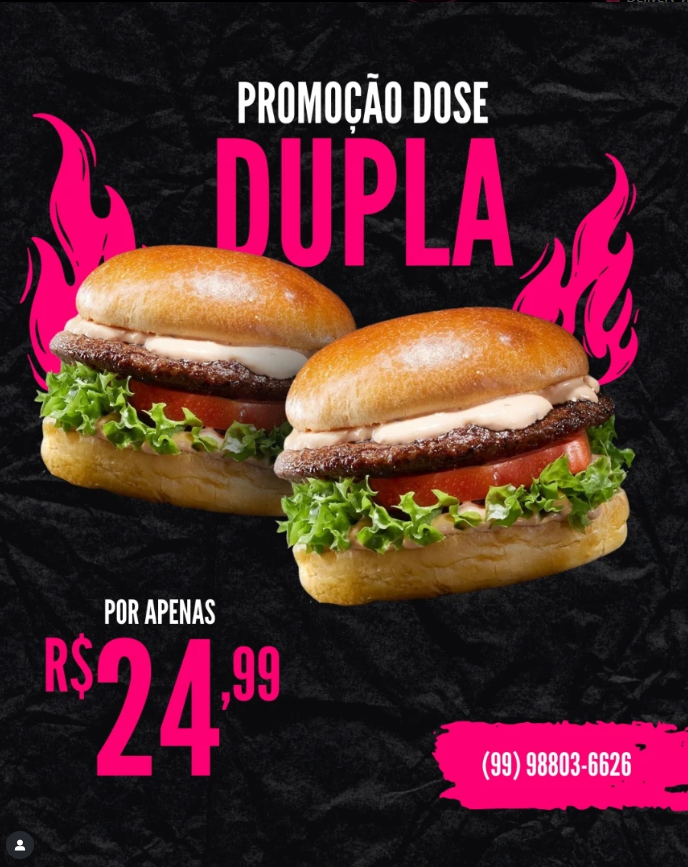 PROMOÇÃO DOSE
DUPLA
POR APENAS
R$24,99
(99) 98803-6626